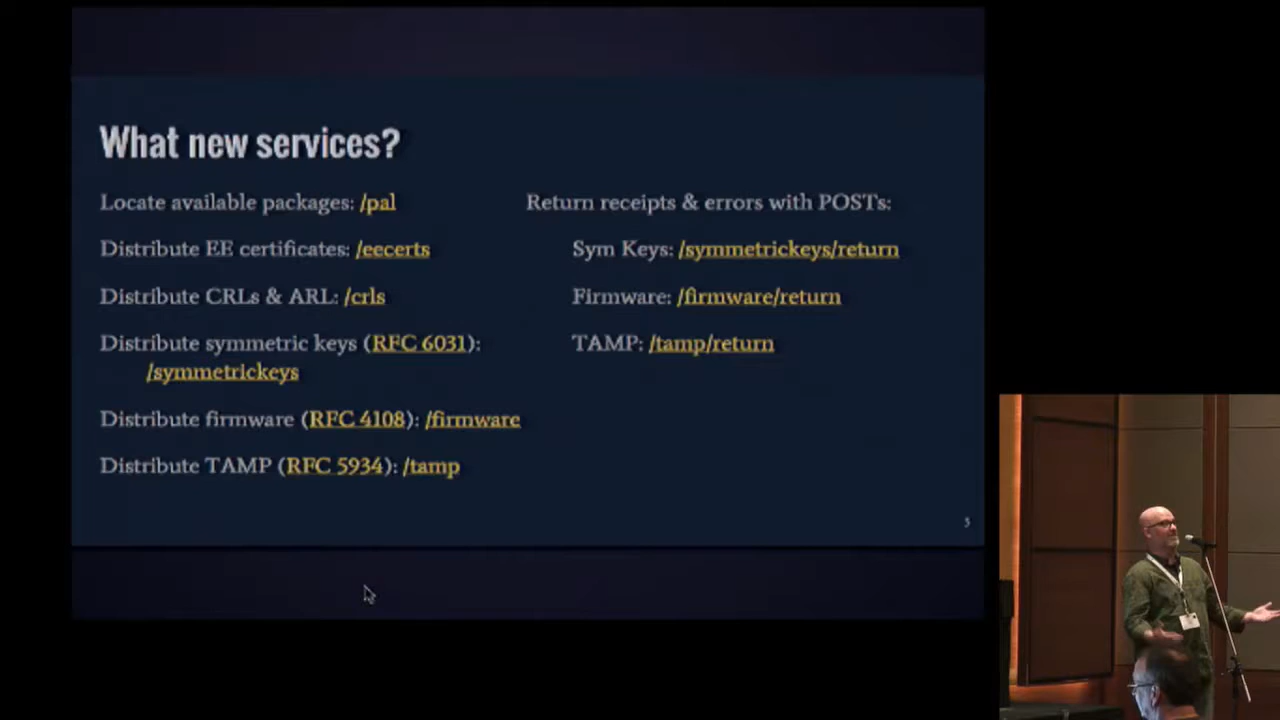 What new services?
Locate available packages: /pal
Distribute EE certificates: /eecerts
Distribute CRLs & ARL: /crls
Distribute symmetric keys (RFC 6031):
/symmetrickeys
Distribute firmware (RFC 4108): /firmware
Distribute TAMP (RFC 5934): /tamp
Return receipts & errors with POSTs:
Sym Keys: /symmetrickeys/return
Firmware: /firmware/return
TAMP: /tamp/return
5